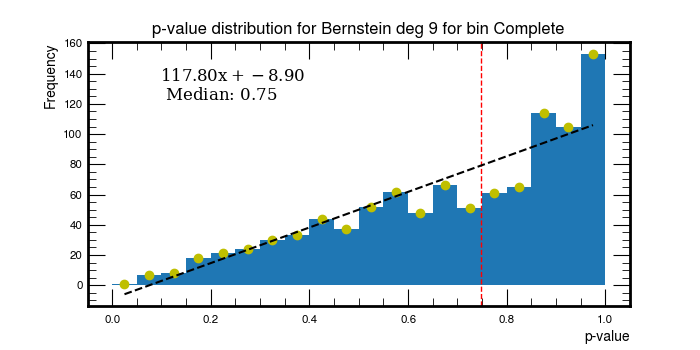 p-value distribution for Bernstein deg 9 for bin Complete
Frequency
160
140
120
100
80
60
40
20
0
117.80x + −8.90
Median: 0.75
0.0 0.2 0.4 0.6 0.8 1.0
p-value